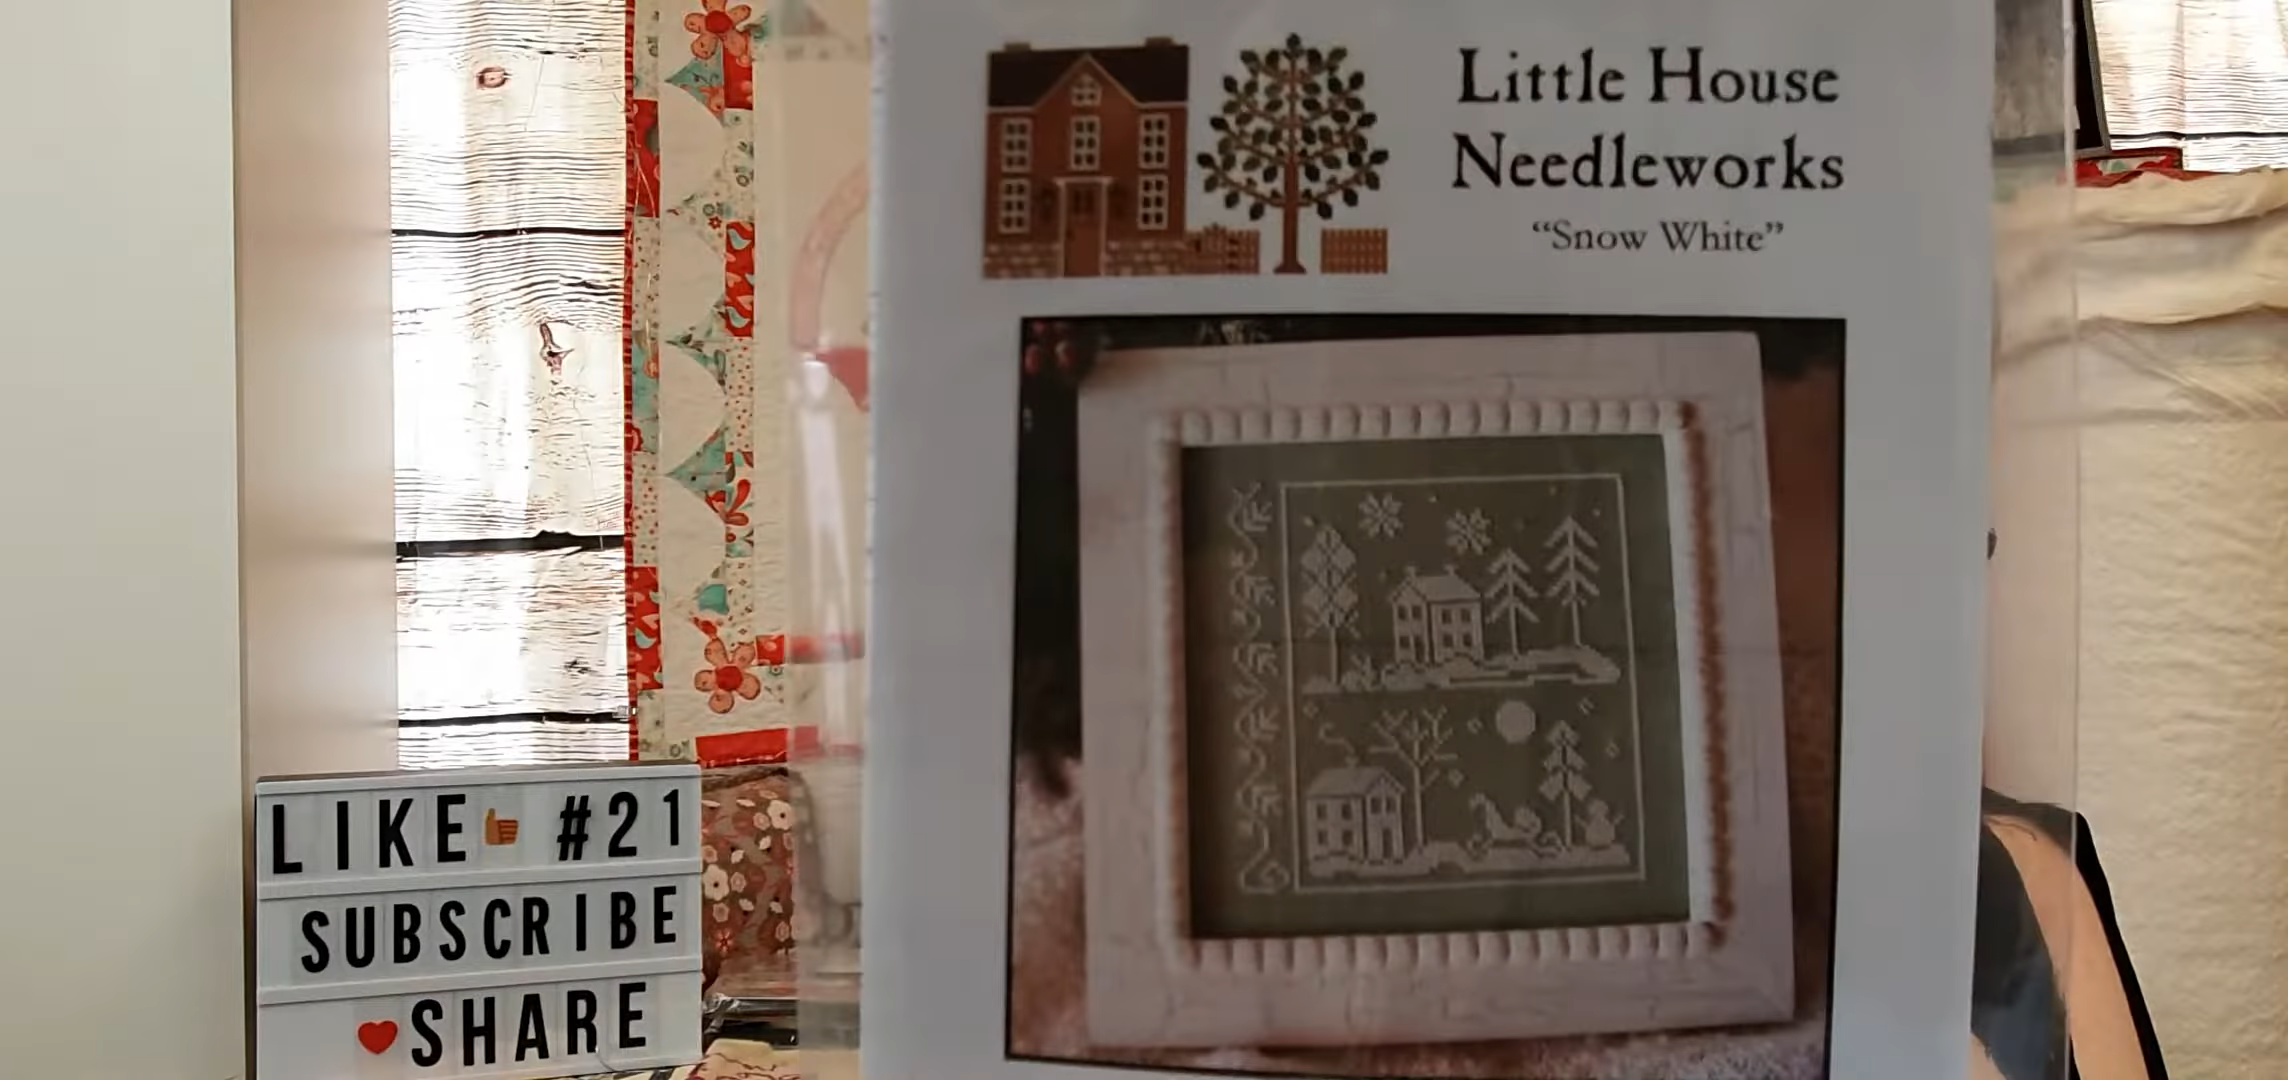 Little House
Needleworks
“Snow White”
LIKE👍 #21
SUBSCRIBE
❤SHARE